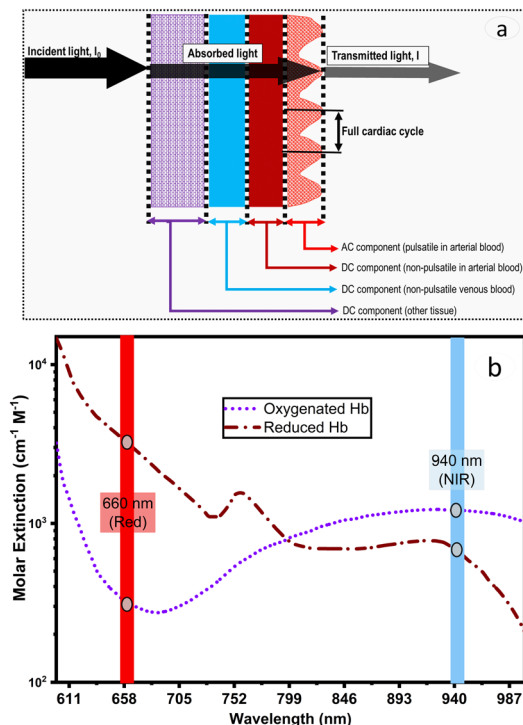 a
Incident light, I₀
Absorbed light
Transmitted light, I
Full cardiac cycle
AC component (pulsatile in arterial blood)
DC component (non-pulsatile in arterial blood)
DC component (non-pulsatile venous blood)
DC component (other tissue)
b
10⁴
10³
10²
Molar Extinction (cm⁻¹ M⁻¹)
Oxygenated Hb
Reduced Hb
660 nm
(Red)
940 nm
(NIR)
611 658 705 752 799 846 893 940 987
Wavelength (nm)